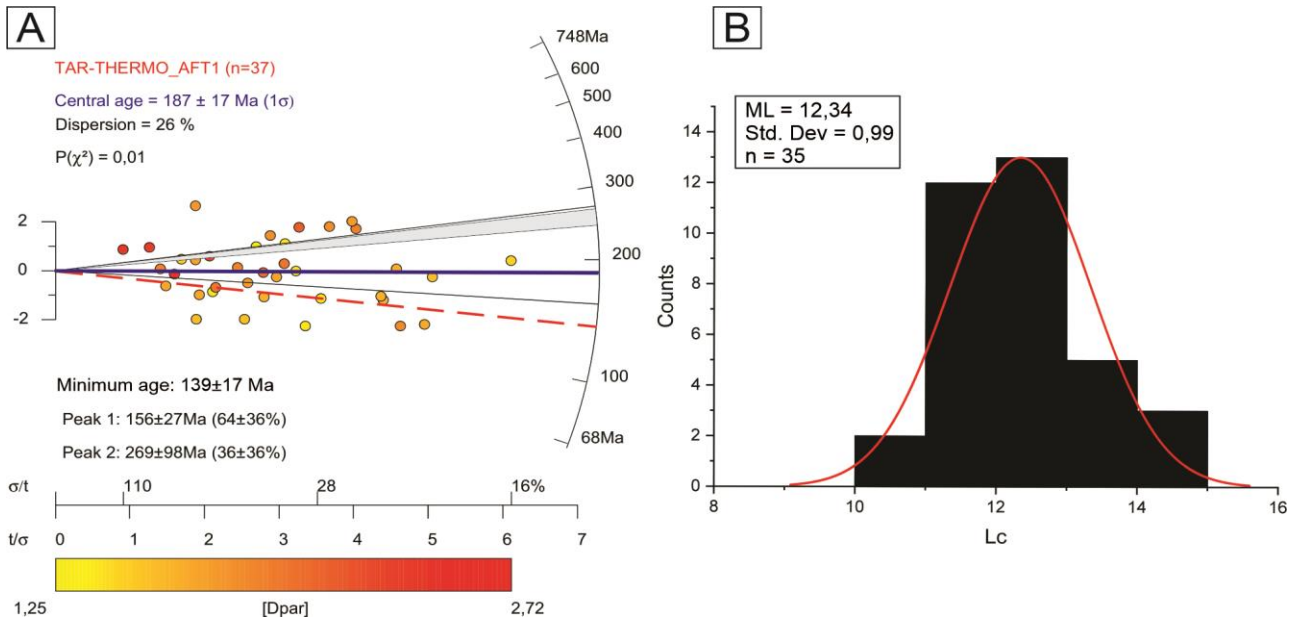 A
TAR-THERMO_AFT1 (n=37)
Central age = 187 ± 17 Ma (1σ)
Dispersion = 26 %
P(χ²) = 0,01
2
0
-2
748Ma
600
500
400
300
200
100
68Ma
Minimum age: 139±17 Ma
Peak 1: 156±27Ma (64±36%)
Peak 2: 269±98Ma (36±36%)
σ/t 110 28 16%
t/σ 0 1 2 3 4 5 6 7
1,25 [Dpar] 2,72
B
ML = 12,34
Std. Dev = 0,99
n = 35
Counts
14
12
10
8
6
4
2
0
8 10 12 14 16
Lc